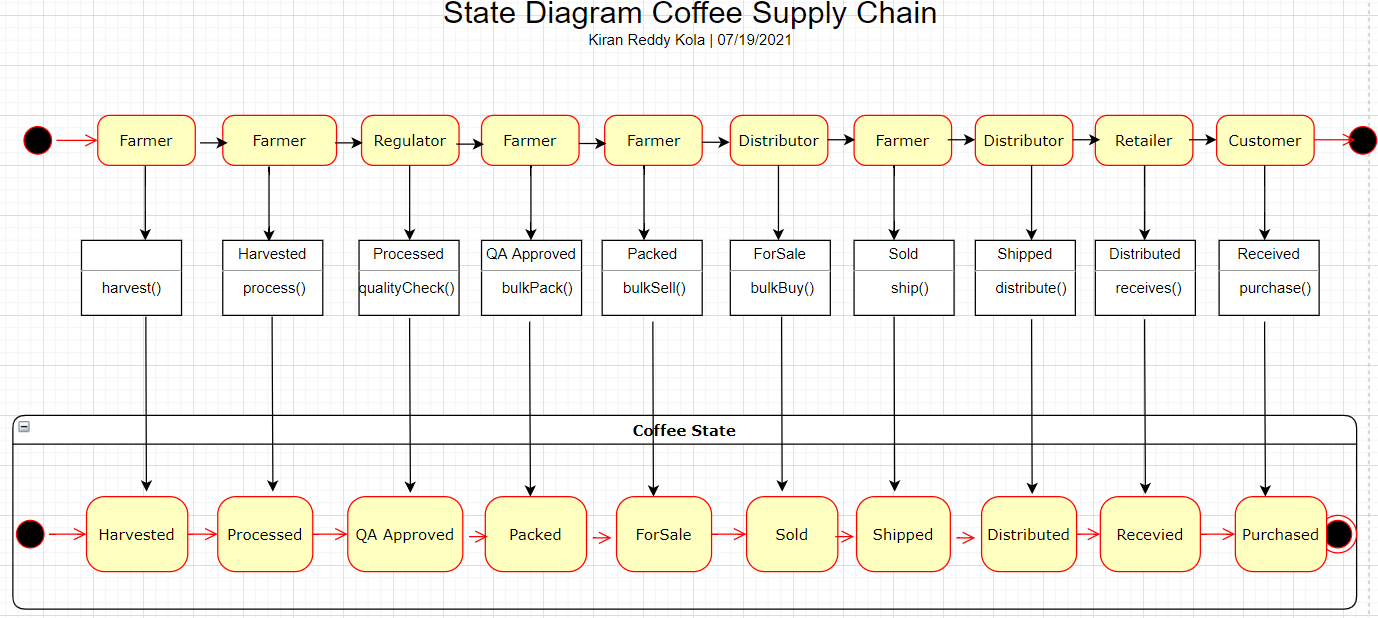 State Diagram Coffee Supply Chain
Kiran Reddy Kola | 07/19/2021
Farmer Farmer Regulator Farmer Farmer Distributor Farmer Distributor Retailer Customer
Harvested Processed QA Approved Packed ForSale Sold Shipped Distributed Received
harvest() process() qualityCheck() bulkPack() bulkSell() bulkBuy() ship() distribute() receives() purchase()
Coffee State
Harvested Processed QA Approved Packed ForSale Sold Shipped Distributed Recevied Purchased